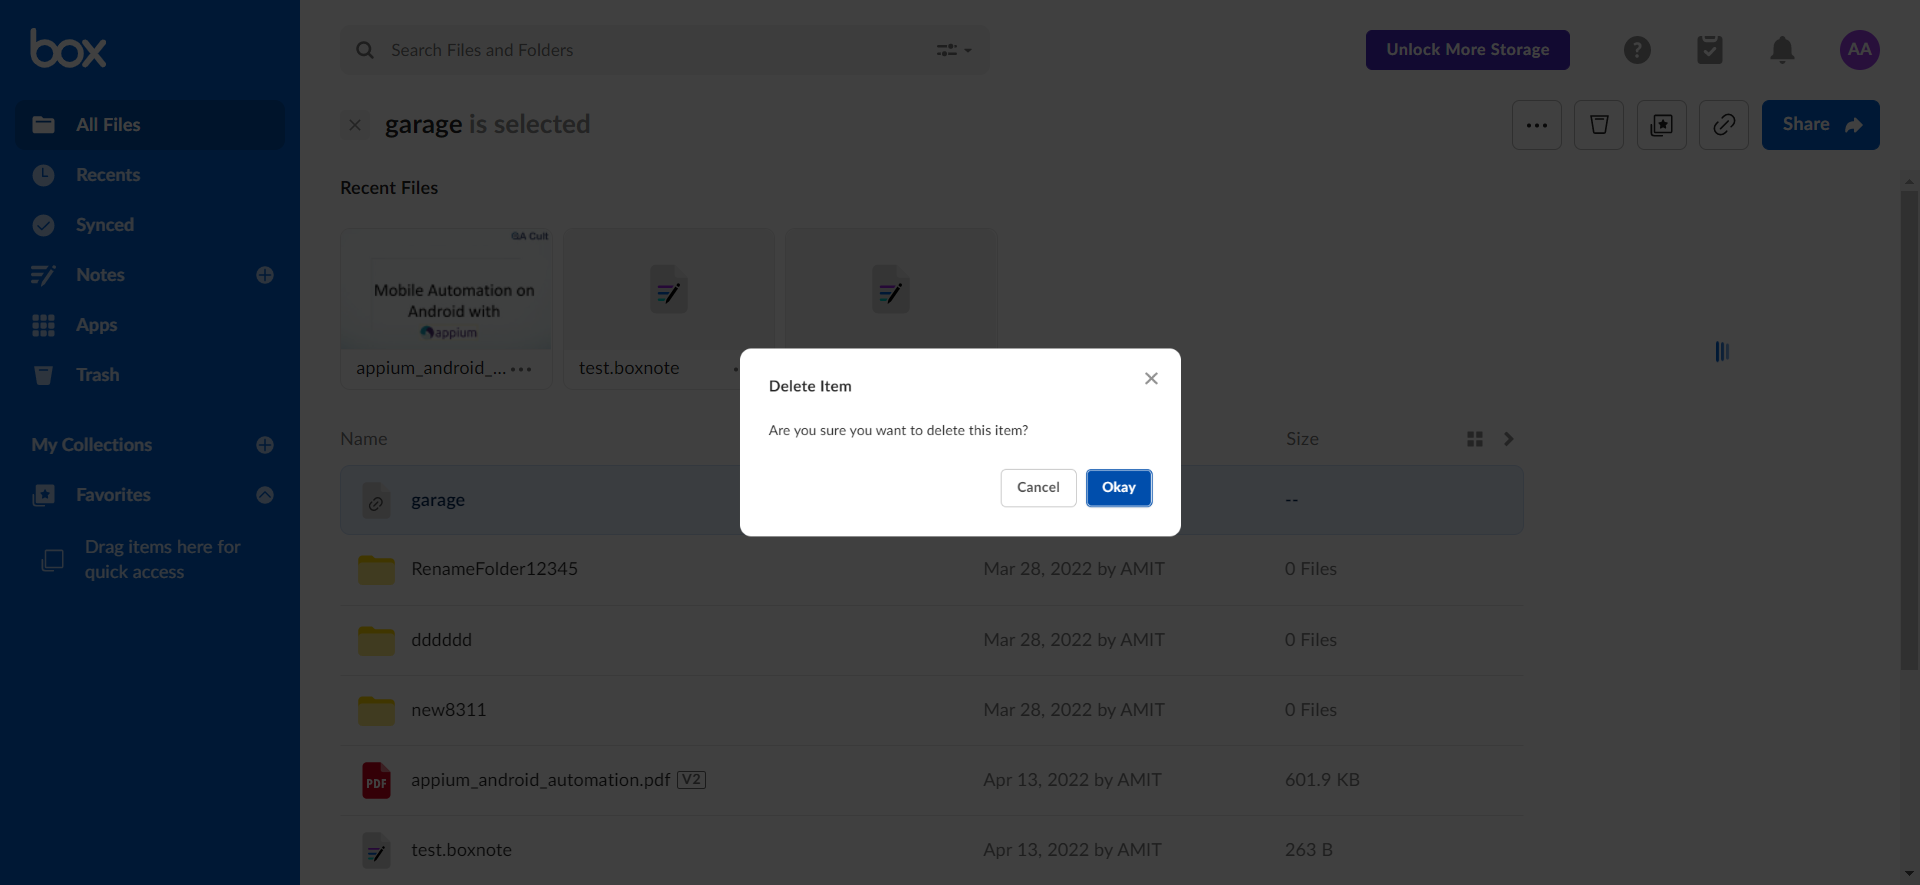 box
Search Files and Folders
Unlock More Storage
AA
All Files
Recents
Synced
Notes
Apps
Trash
My Collections
Favorites
Drag items here for
quick access
garage is selected
Share
Recent Files
QA Cult
Mobile Automation on
Android with
appium
appium_android_...
test.boxnote
Delete Item
Are you sure you want to delete this item?
Cancel
Okay
Name
Size
garage
--
RenameFolder12345
Mar 28, 2022 by AMIT
0 Files
dddddd
Mar 28, 2022 by AMIT
0 Files
new8311
Mar 28, 2022 by AMIT
0 Files
PDF
appium_android_automation.pdf V2
Apr 13, 2022 by AMIT
601.9 KB
test.boxnote
Apr 13, 2022 by AMIT
263 B